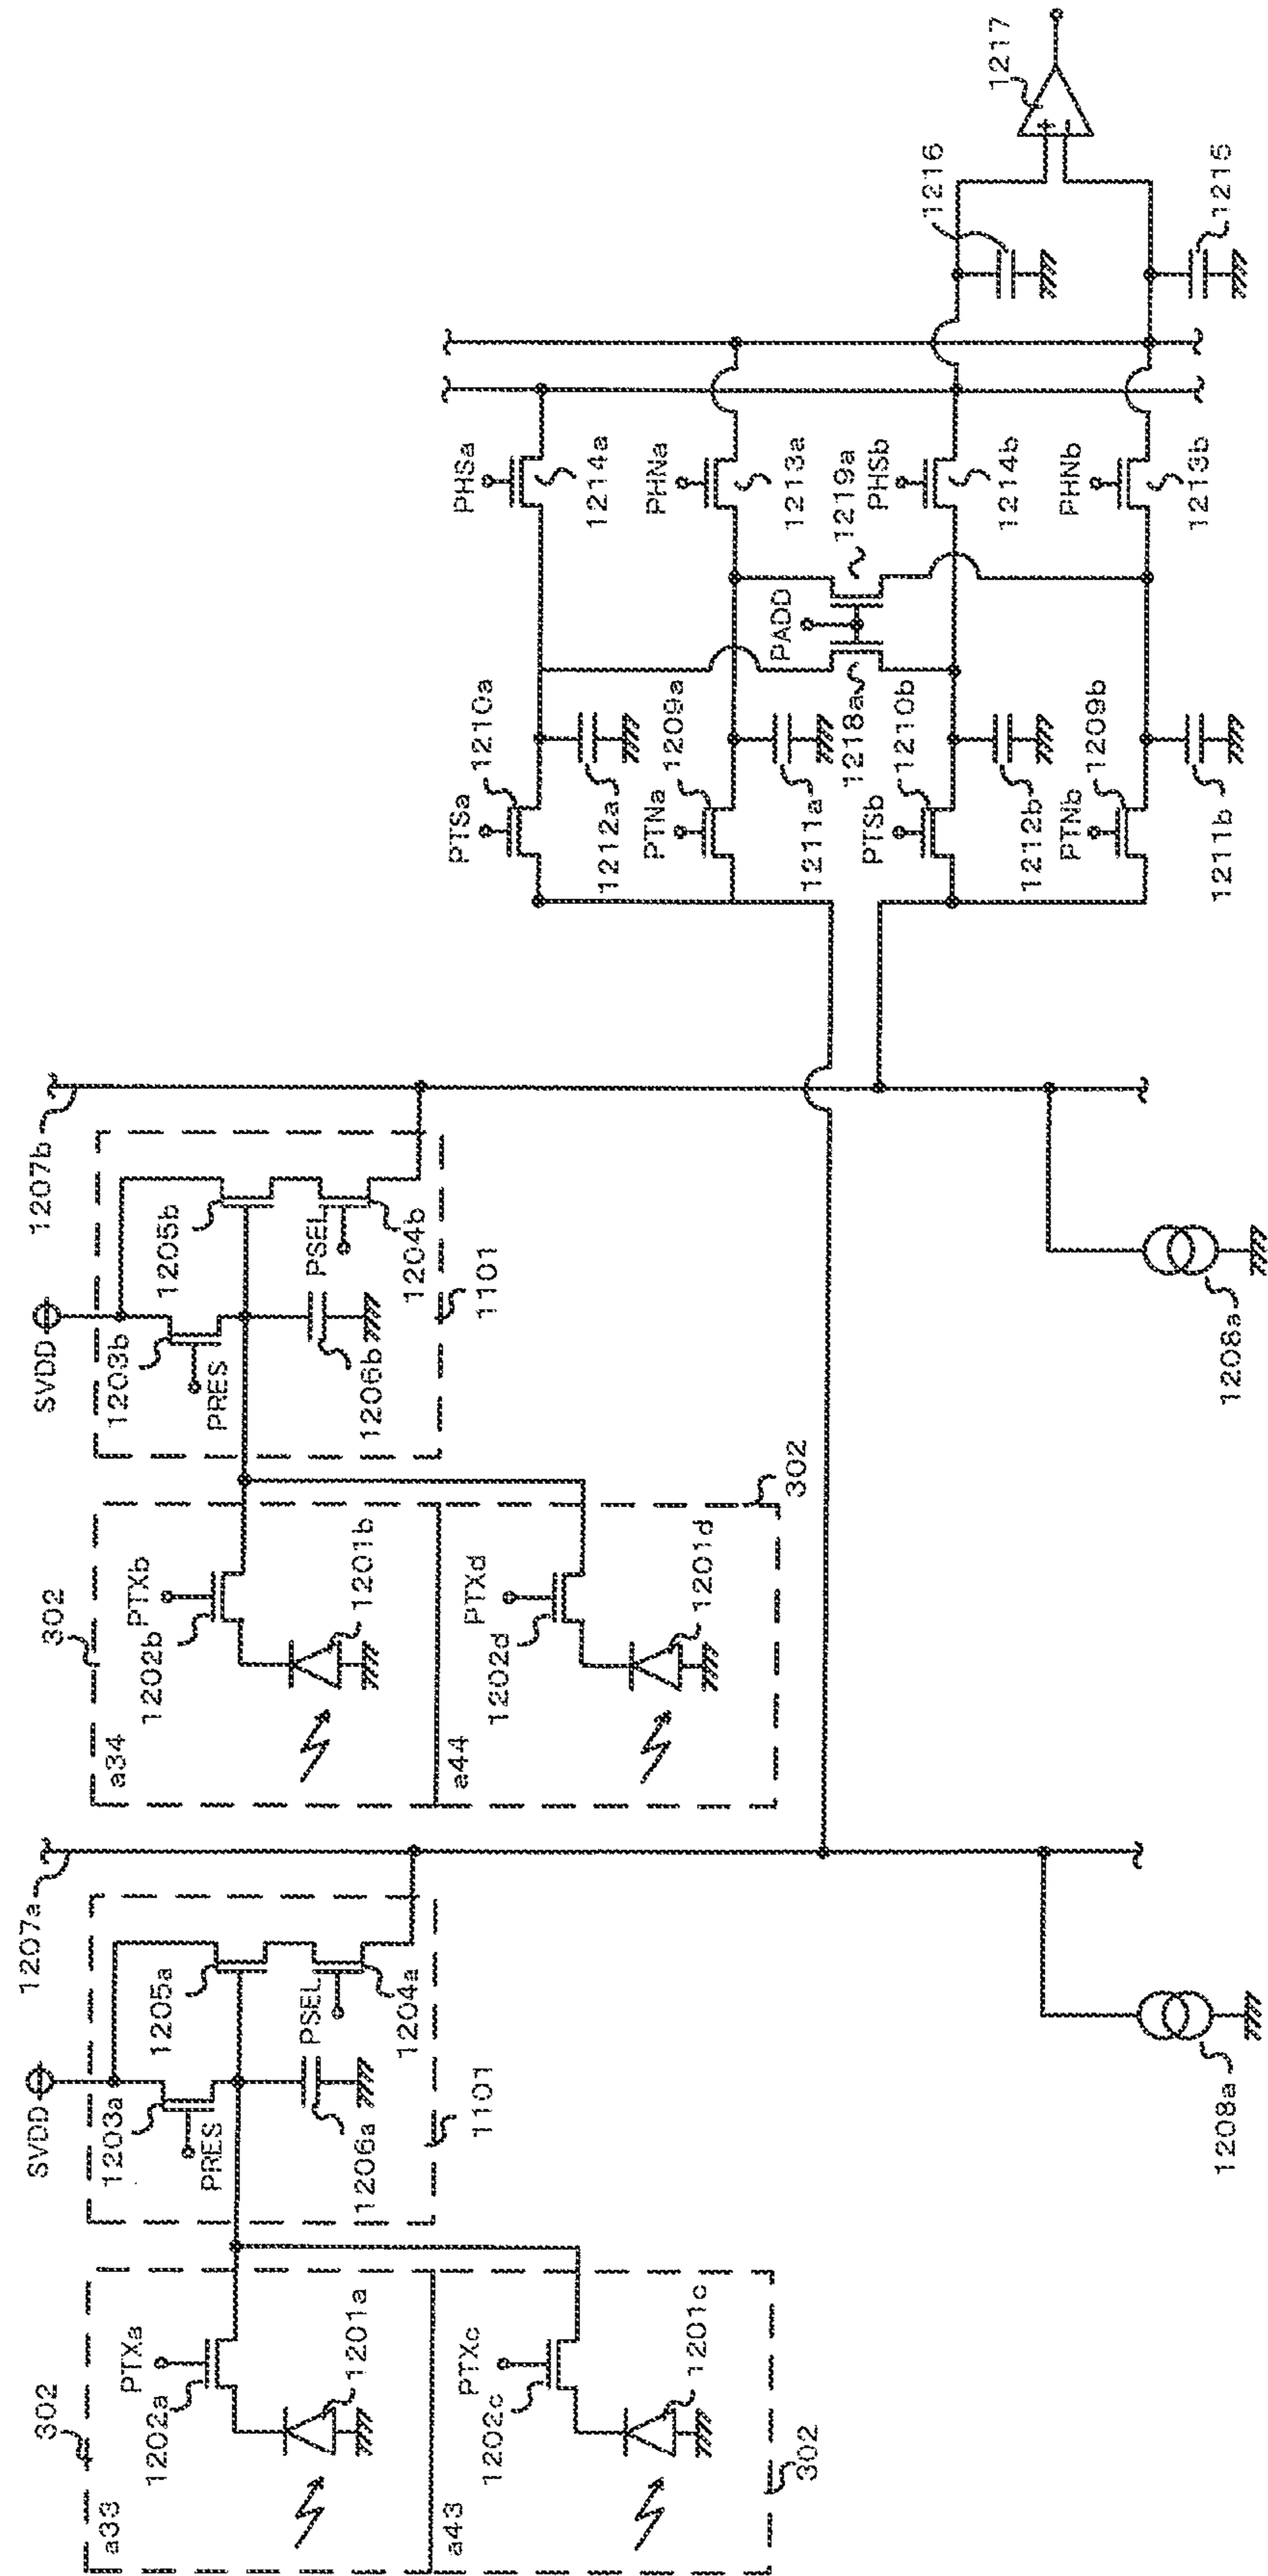 SVDD
1207a
302
PTXa
1202a
a33
1201a
PTXc
1202c
a43
1201c
302
1203a
PRES
1205a
PSEL
1206a
1204a
1101
1208a
SVDD
1207b
302
PTXb
1202b
a34
1201b
PTXd
1202d
a44
1201d
302
1203b
PRES
1205b
PSEL
1206b
1204b
1101
1208a
PTSa
1210a
1212a
PTNa
1209a
1211a
1218a
PADD
1219a
PTSb
1210b
1212b
PTNb
1209b
1211b
PHSa
1214a
PHNa
1213a
PHSb
1214b
PHNb
1213b
1216
1215
1217
+
−